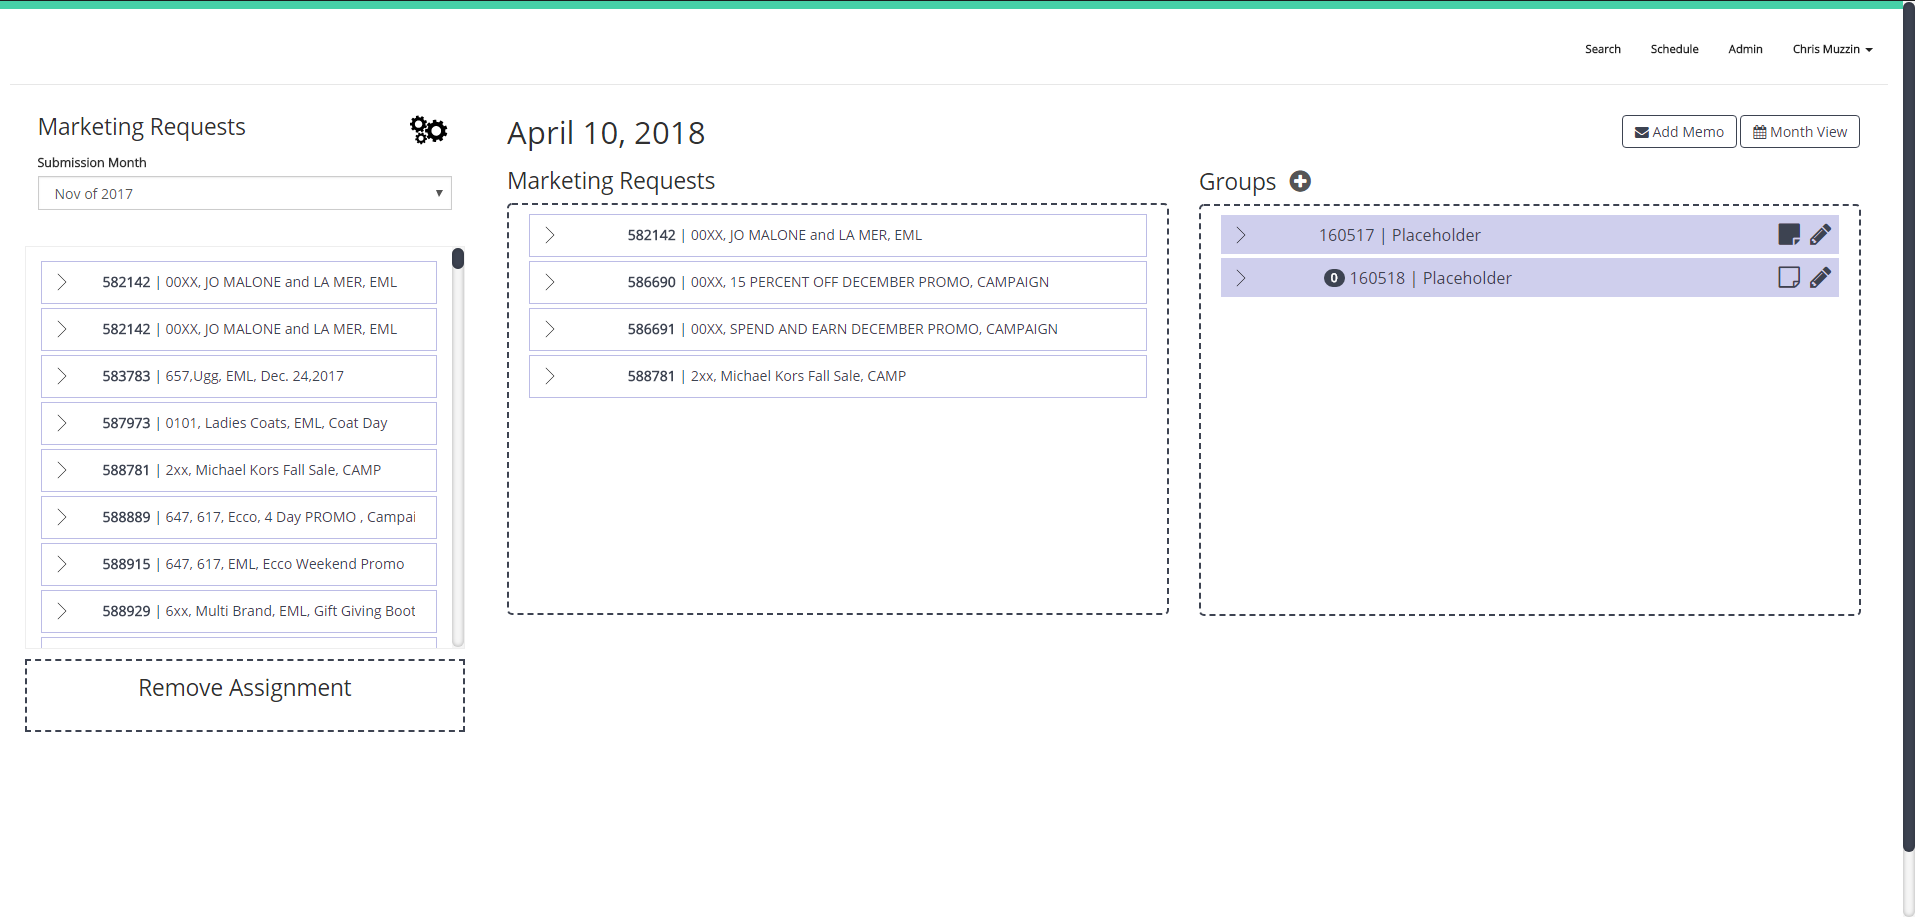 Search Schedule Admin Chris Muzzin
Marketing Requests
Submission Month
Nov of 2017
582142 | 00XX, JO MALONE and LA MER, EML
582142 | 00XX, JO MALONE and LA MER, EML
583783 | 657,Ugg, EML, Dec. 24,2017
587973 | 0101, Ladies Coats, EML, Coat Day
588781 | 2xx, Michael Kors Fall Sale, CAMP
588889 | 647, 617, Ecco, 4 Day PROMO , Campai
588915 | 647, 617, EML, Ecco Weekend Promo
588929 | 6xx, Multi Brand, EML, Gift Giving Boot
Remove Assignment
April 10, 2018
Add Memo
Month View
Marketing Requests
582142 | 00XX, JO MALONE and LA MER, EML
586690 | 00XX, 15 PERCENT OFF DECEMBER PROMO, CAMPAIGN
586691 | 00XX, SPEND AND EARN DECEMBER PROMO, CAMPAIGN
588781 | 2xx, Michael Kors Fall Sale, CAMP
Groups
160517 | Placeholder
0 160518 | Placeholder